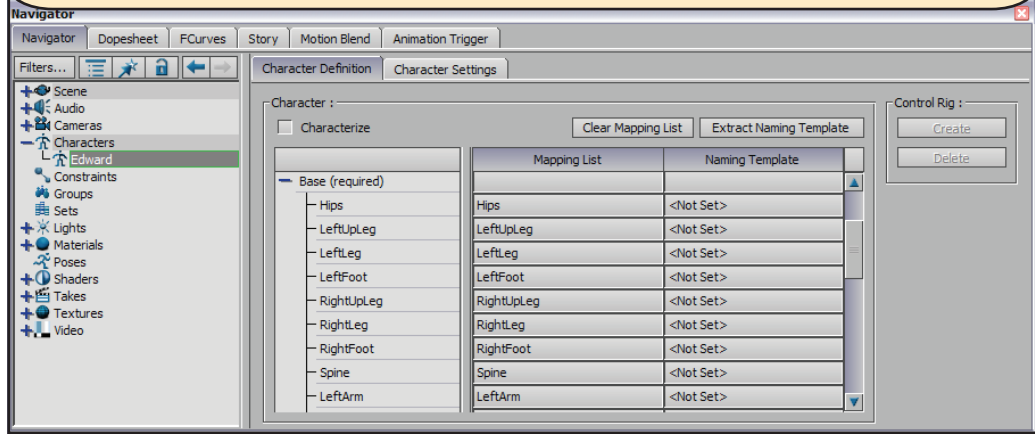 Navigator
Navigator Dopesheet FCurves Story Motion Blend Animation Trigger
Filters... Character Definition Character Settings
Scene
Audio
Cameras
Characters
Edward
Constraints
Groups
Sets
Lights
Materials
Poses
Shaders
Takes
Textures
Video
Character :
Characterize Clear Mapping List Extract Naming Template
Mapping List Naming Template
Base (required)
Hips Hips <Not Set>
LeftUpLeg LeftUpLeg <Not Set>
LeftLeg LeftLeg <Not Set>
LeftFoot LeftFoot <Not Set>
RightUpLeg RightUpLeg <Not Set>
RightLeg RightLeg <Not Set>
RightFoot RightFoot <Not Set>
Spine Spine <Not Set>
LeftArm LeftArm <Not Set>
Control Rig :
Create
Delete